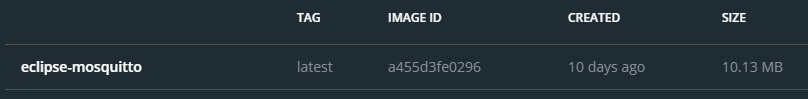 TAG IMAGE ID CREATED SIZE
eclipse-mosquitto latest a455d3fe0296 10 days ago 10.13 MB